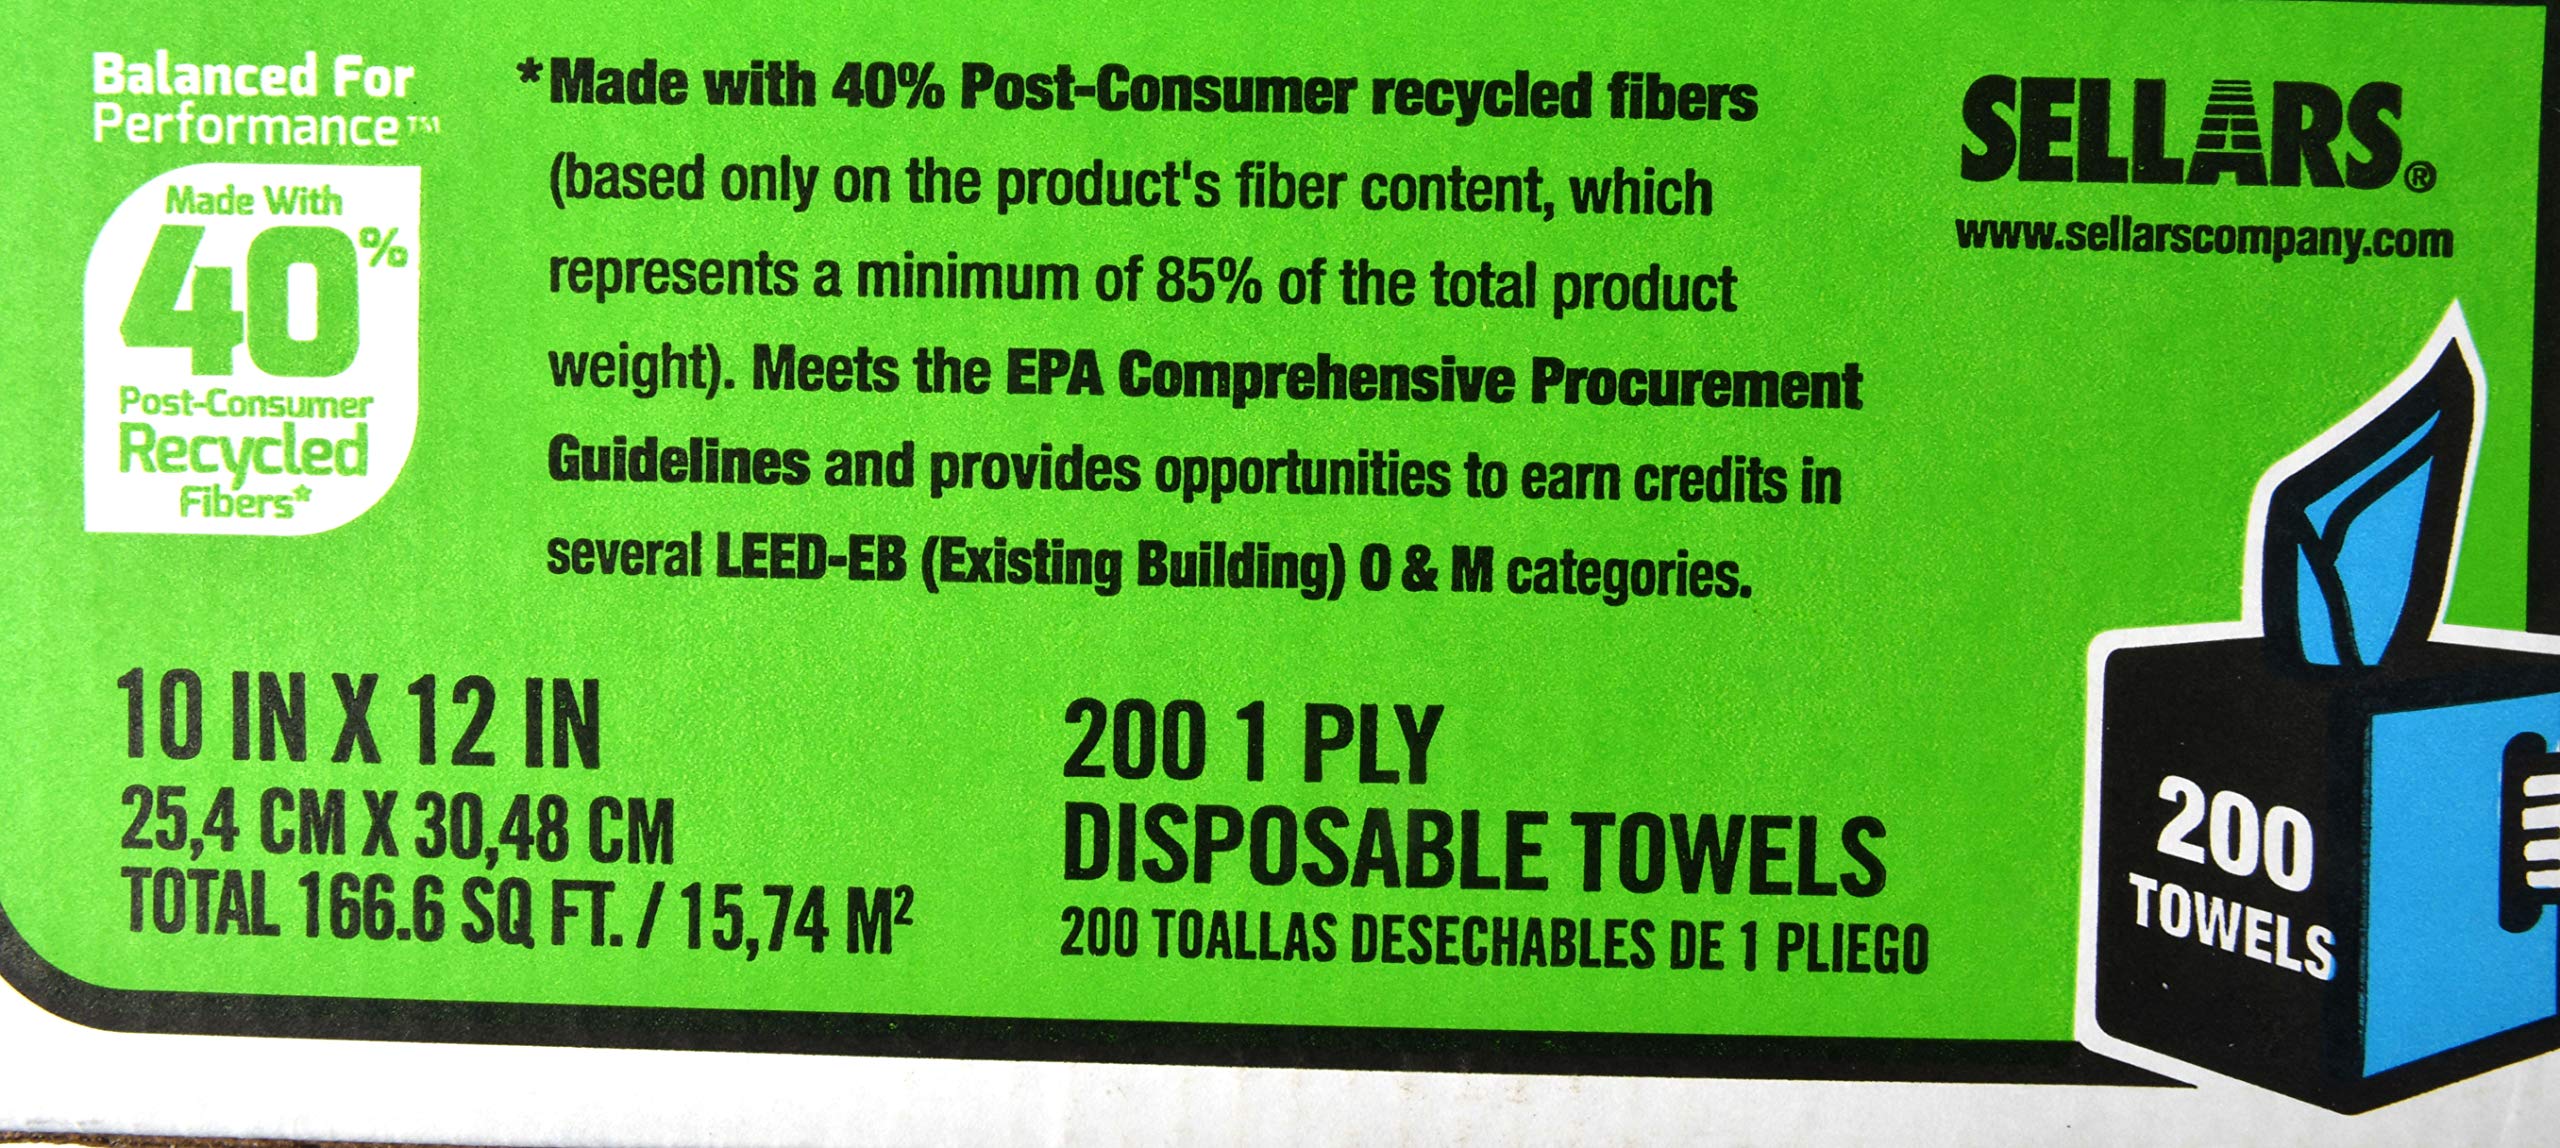 Balanced For
Performance™
Made With
40%
Post-Consumer
Recycled
Fibers*
*Made with 40% Post-Consumer recycled fibers
(based only on the product's fiber content, which
represents a minimum of 85% of the total product
weight). Meets the EPA Comprehensive Procurement
Guidelines and provides opportunities to earn credits in
several LEED-EB (Existing Building) O & M categories.
SELLARS®
www.sellarscompany.com
10 IN X 12 IN
25,4 CM X 30,48 CM
TOTAL 166.6 SQ FT. / 15,74 M²
200 1 PLY
DISPOSABLE TOWELS
200 TOALLAS DESECHABLES DE 1 PLIEGO
200
TOWELS